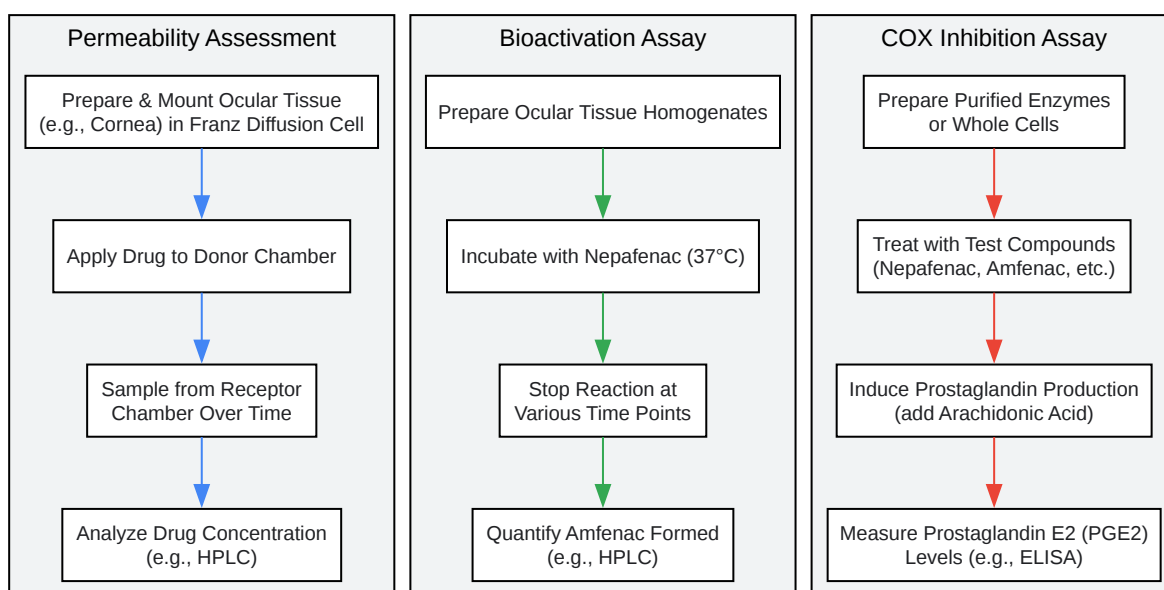 Permeability Assessment
Prepare & Mount Ocular Tissue
(e.g., Cornea) in Franz Diffusion Cell
Apply Drug to Donor Chamber
Sample from Receptor
Chamber Over Time
Analyze Drug Concentration
(e.g., HPLC)
Bioactivation Assay
Prepare Ocular Tissue Homogenates
Incubate with Nepafenac (37°C)
Stop Reaction at
Various Time Points
Quantify Amfenac Formed
(e.g., HPLC)
COX Inhibition Assay
Prepare Purified Enzymes
or Whole Cells
Treat with Test Compounds
(Nepafenac, Amfenac, etc.)
Induce Prostaglandin Production
(add Arachidonic Acid)
Measure Prostaglandin E2 (PGE2)
Levels (e.g., ELISA)